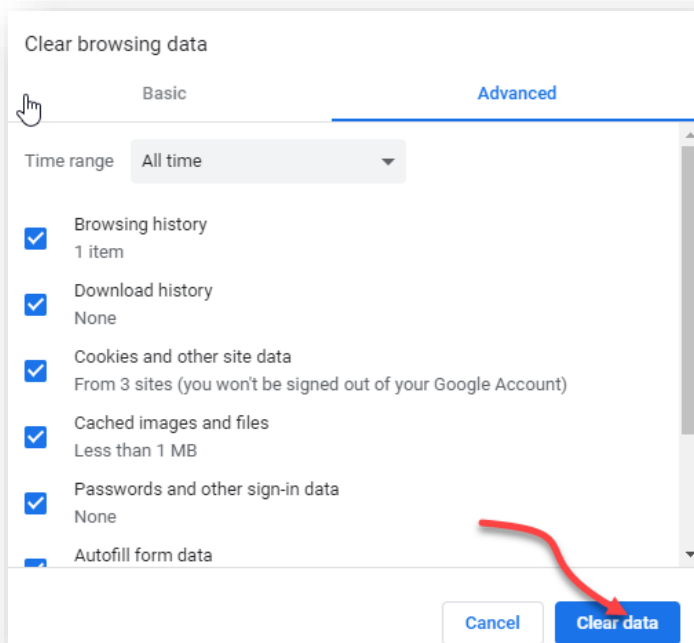 Clear browsing data
Basic
Advanced
Time range
All time
Browsing history
1 item
Download history
None
Cookies and other site data
From 3 sites (you won't be signed out of your Google Account)
Cached images and files
Less than 1 MB
Passwords and other sign-in data
None
Autofill form data
Cancel
Clear data